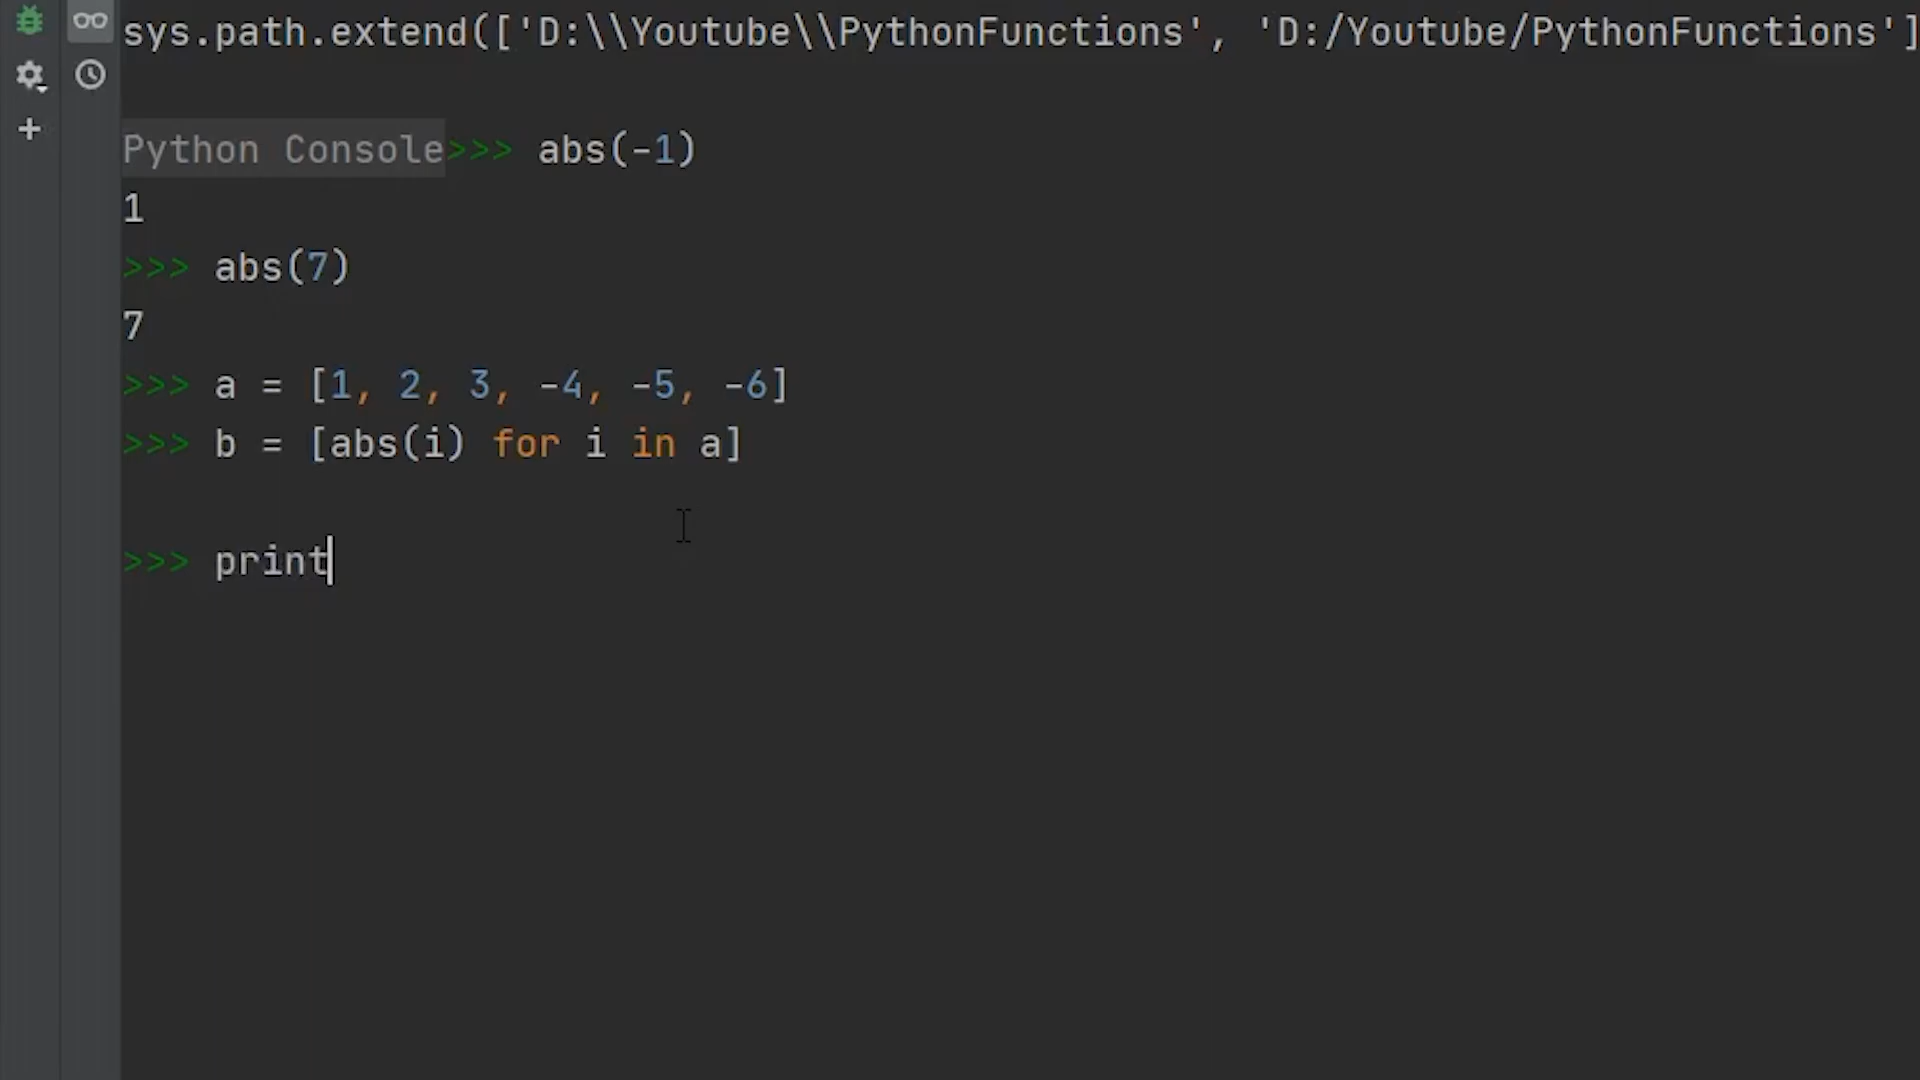 sys.path.extend(['D:\\Youtube\\PythonFunctions', 'D:/Youtube/PythonFunctions']
Python Console>>> abs(-1)
1
>>> abs(7)
7
>>> a = [1, 2, 3, -4, -5, -6]
>>> b = [abs(i) for i in a]
>>> print